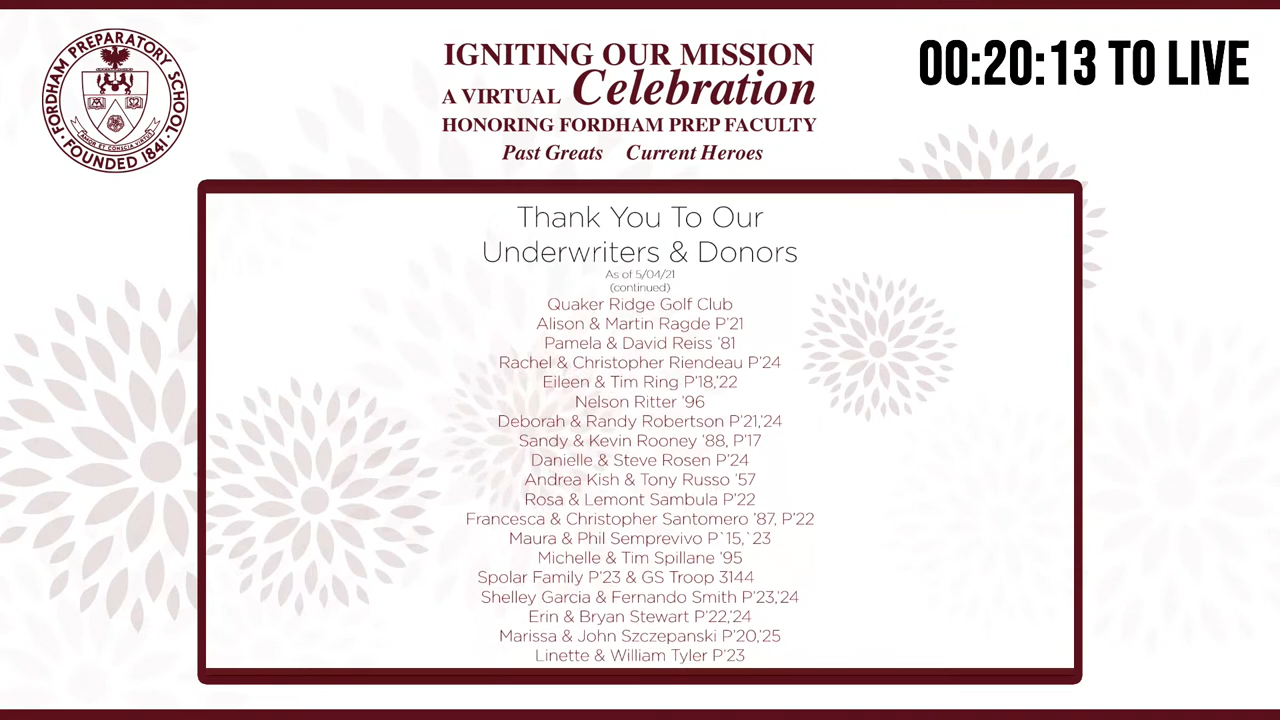 FORDHAM PREPARATORY SCHOOL
FOUNDED 1841
IGNITING OUR MISSION
A VIRTUAL Celebration
HONORING FORDHAM PREP FACULTY
Past Greats Current Heroes
00:20:13 TO LIVE
Thank You To Our
Underwriters & Donors
As of 5/04/21
(continued)
Quaker Ridge Golf Club
Alison & Martin Ragde P'21
Pamela & David Reiss '81
Rachel & Christopher Riendeau P'24
Eileen & Tim Ring P'18,'22
Nelson Ritter '96
Deborah & Randy Robertson P'21,'24
Sandy & Kevin Rooney '88, P'17
Danielle & Steve Rosen P'24
Andrea Kish & Tony Russo '57
Rosa & Lemont Sambula P'22
Francesca & Christopher Santomero '87, P'22
Maura & Phil Semprevivo P`15,`23
Michelle & Tim Spillane '95
Spolar Family P'23 & GS Troop 3144
Shelley Garcia & Fernando Smith P'23,'24
Erin & Bryan Stewart P'22,'24
Marissa & John Szczepanski P'20,'25
Linette & William Tyler P'23